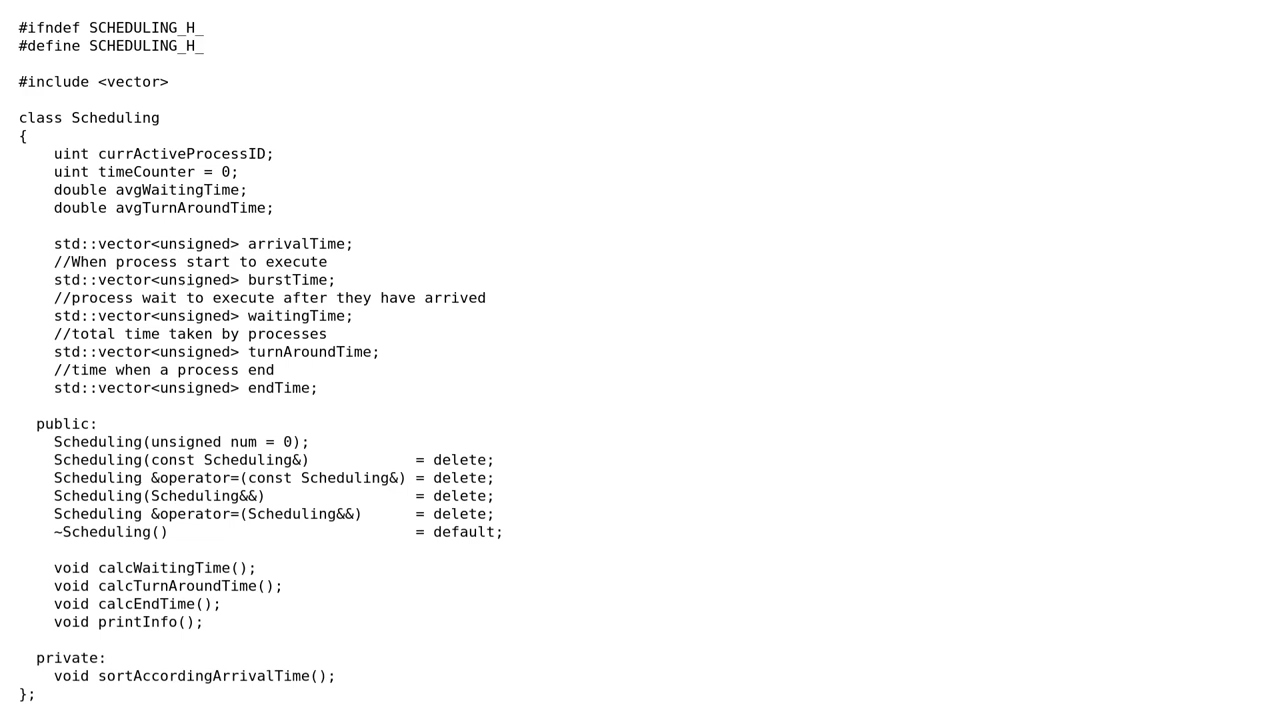 #ifndef SCHEDULING_H_
#define SCHEDULING_H_

#include <vector>

class Scheduling
{
    uint currActiveProcessID;
    uint timeCounter = 0;
    double avgWaitingTime;
    double avgTurnAroundTime;

    std::vector<unsigned> arrivalTime;
    //When process start to execute
    std::vector<unsigned> burstTime;
    //process wait to execute after they have arrived
    std::vector<unsigned> waitingTime;
    //total time taken by processes
    std::vector<unsigned> turnAroundTime;
    //time when a process end
    std::vector<unsigned> endTime;

  public:
    Scheduling(unsigned num = 0);
    Scheduling(const Scheduling&)            = delete;
    Scheduling &operator=(const Scheduling&) = delete;
    Scheduling(Scheduling&&)                 = delete;
    Scheduling &operator=(Scheduling&&)      = delete;
    ~Scheduling()                            = default;

    void calcWaitingTime();
    void calcTurnAroundTime();
    void calcEndTime();
    void printInfo();

  private:
    void sortAccordingArrivalTime();
};